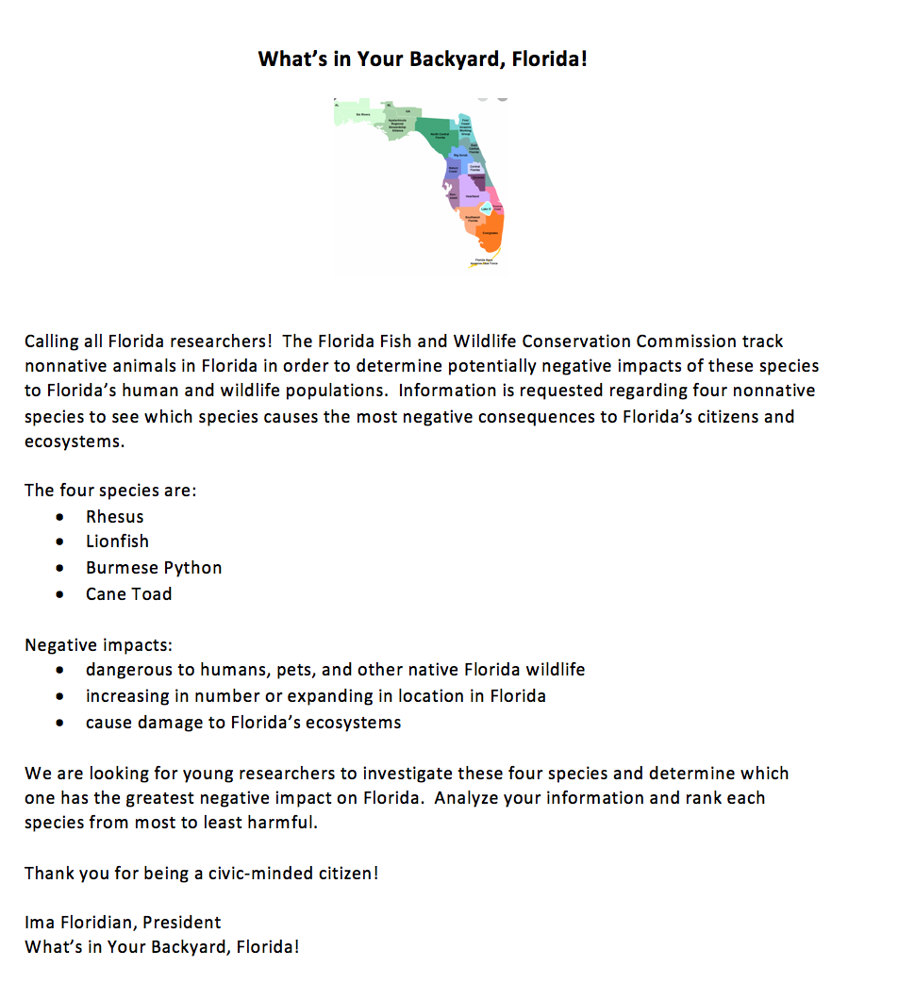 What's in Your Backyard, Florida!
Heartland
Everglades
Calling all Florida researchers!  The Florida Fish and Wildlife Conservation Commission track
nonnative animals in Florida in order to determine potentially negative impacts of these species
to Florida's human and wildlife populations.  Information is requested regarding four nonnative
species to see which species causes the most negative consequences to Florida's citizens and
ecosystems.
The four species are:
• Rhesus
• Lionfish
• Burmese Python
• Cane Toad
Negative impacts:
• dangerous to humans, pets, and other native Florida wildlife
• increasing in number or expanding in location in Florida
• cause damage to Florida's ecosystems
We are looking for young researchers to investigate these four species and determine which
one has the greatest negative impact on Florida.  Analyze your information and rank each
species from most to least harmful.
Thank you for being a civic-minded citizen!
Ima Floridian, President
What's in Your Backyard, Florida!